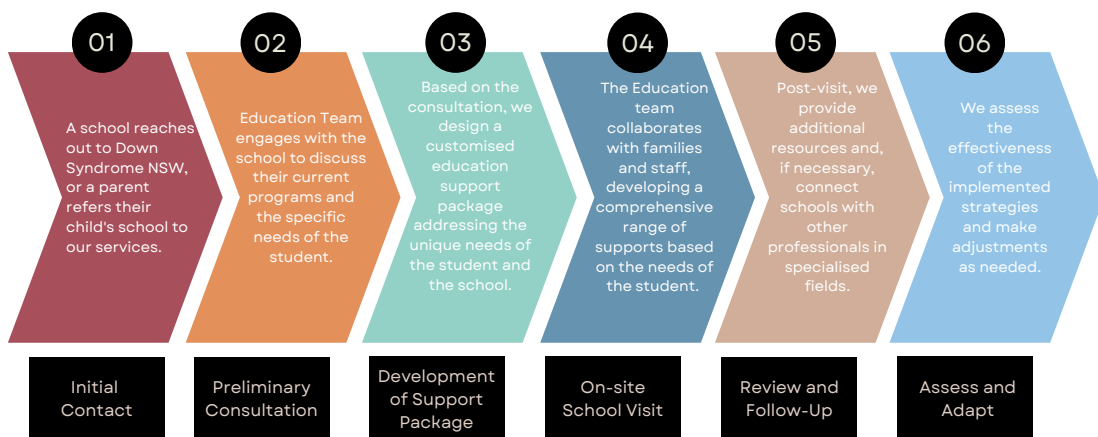 01
A school reaches
out to Down
Syndrome NSW,
or a parent
refers their
child's school to
our services.
Initial
Contact
02
Education Team
engages with the
school to discuss
their current
programs and
the specific
needs of the
student.
Preliminary
Consultation
03
Based on the
consultation, we
design a
customised
education
support
package
addressing the
unique needs of
the student and
the school.
Development
of Support
Package
04
The Education
team
collaborates
with families
and staff,
developing a
comprehensive
range of
supports based
on the needs of
the student.
On-site
School Visit
05
Post-visit, we
provide
additional
resources and,
if necessary,
connect
schools with
other
professionals in
specialised
fields.
Review and
Follow-Up
06
We assess
the
effectiveness
of the
implemented
strategies
and make
adjustments
as needed.
Assess and
Adapt